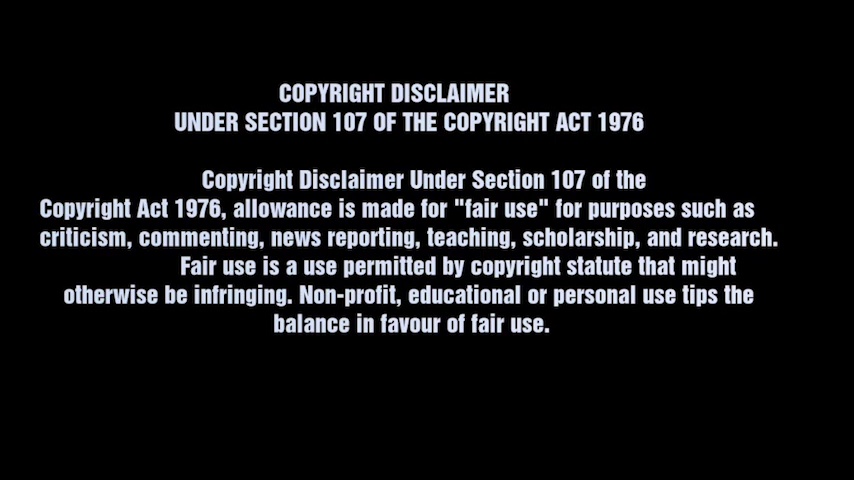 COPYRIGHT DISCLAIMER
UNDER SECTION 107 OF THE COPYRIGHT ACT 1976
Copyright Disclaimer Under Section 107 of the
Copyright Act 1976, allowance is made for "fair use" for purposes such as
criticism, commenting, news reporting, teaching, scholarship, and research.
Fair use is a use permitted by copyright statute that might
otherwise be infringing. Non-profit, educational or personal use tips the
balance in favour of fair use.